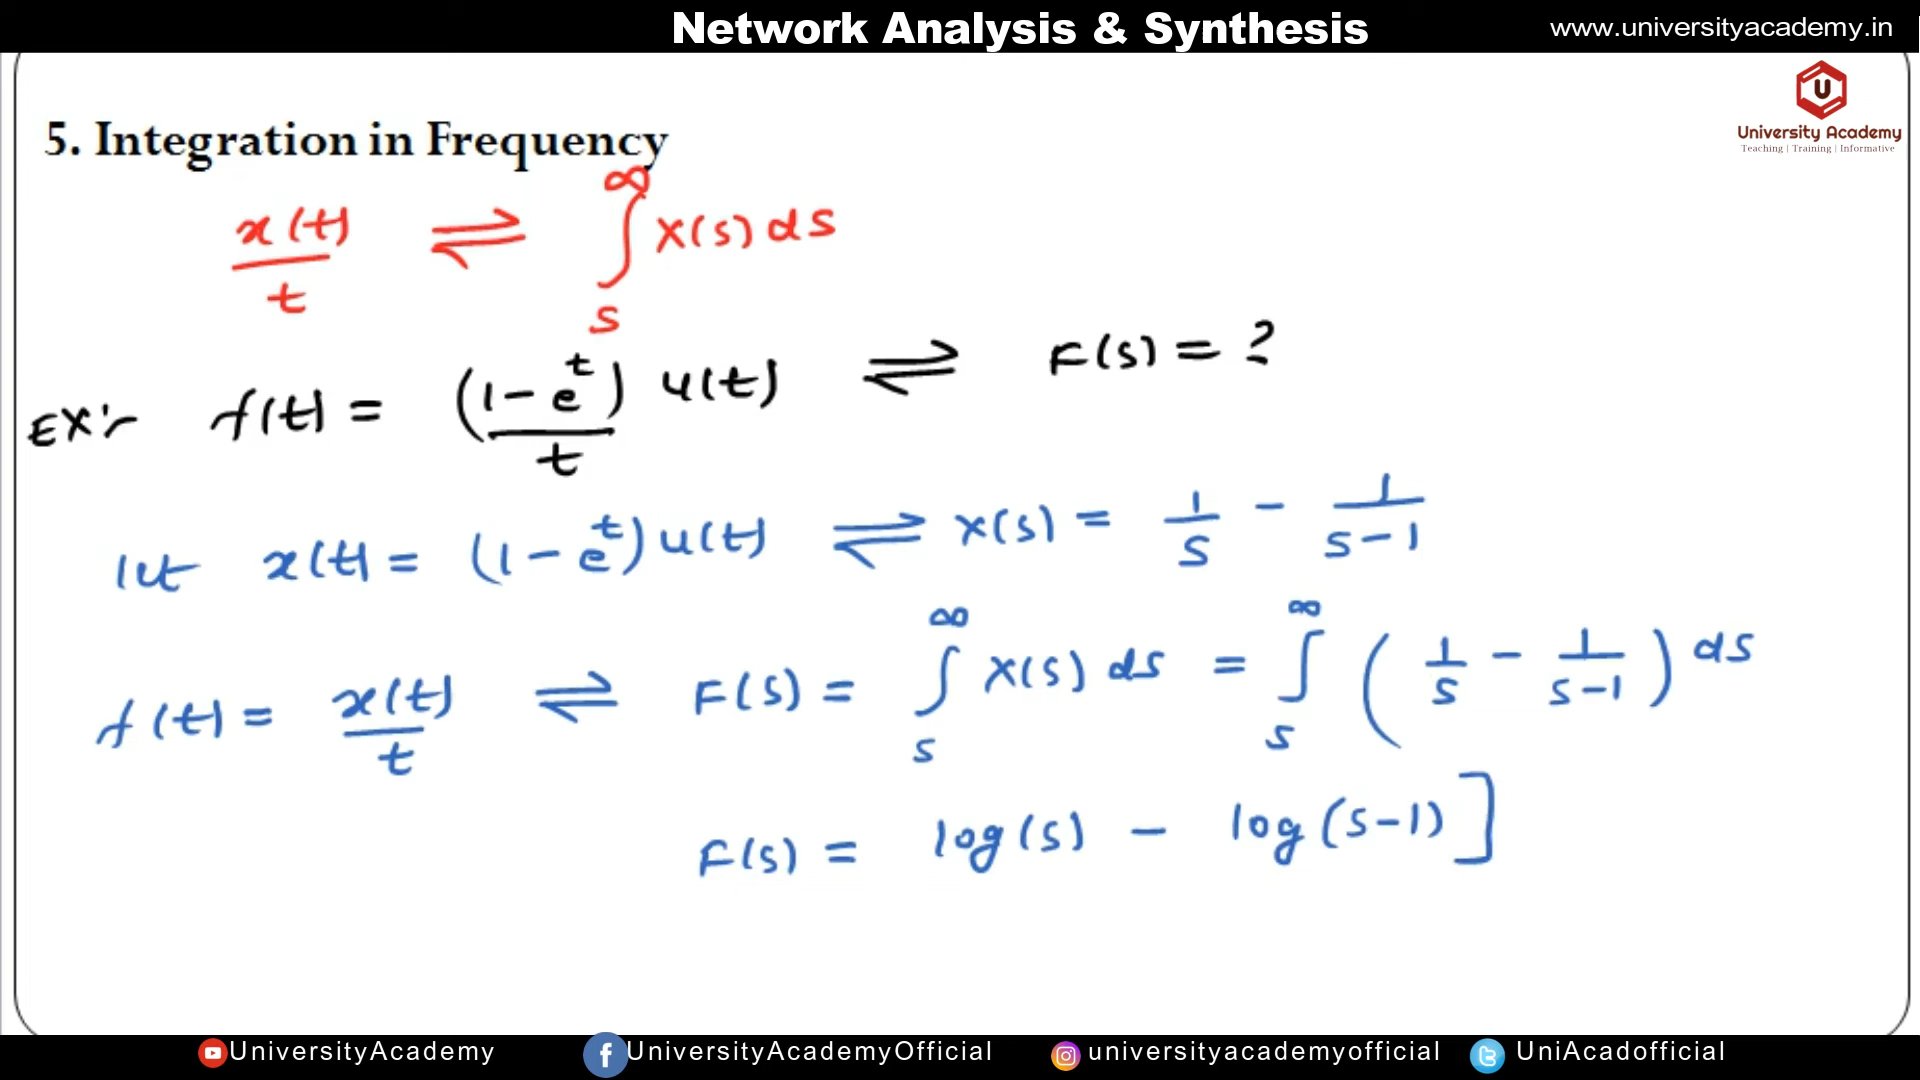 Network Analysis & Synthesis
www.universityacademy.in
U
University Academy
Teaching | Training | Informative
5. Integration in Frequency
x(t)/t ⇌ ∫_s^∞ X(s) ds
EX:- f(t) = (1 - e^t)/t u(t) ⇌ F(s) = ?
let x(t) = (1 - e^t) u(t) ⇌ X(s) = 1/s - 1/(s-1)
f(t) = x(t)/t ⇌ F(s) = ∫_s^∞ X(s) ds = ∫_s^∞ (1/s - 1/(s-1)) ds
F(s) = log(s) - log(s-1)]
UniversityAcademy
UniversityAcademyOfficial
universityacademyofficial
UniAcadofficial